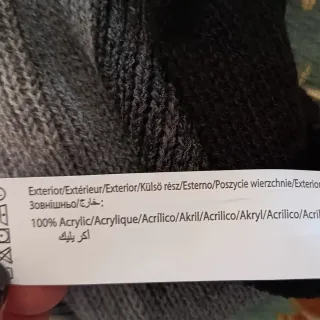 Exterior/Extérieur/Exterior/Külső rész/Esterno/Poszycie wierzchnie/Exterior
Зовнішньо/خارج-:
100% Acrylic/Acrylique/Acrílico/Akril/Acrilico/Akryl/Acrilico/Acril
أكريليك